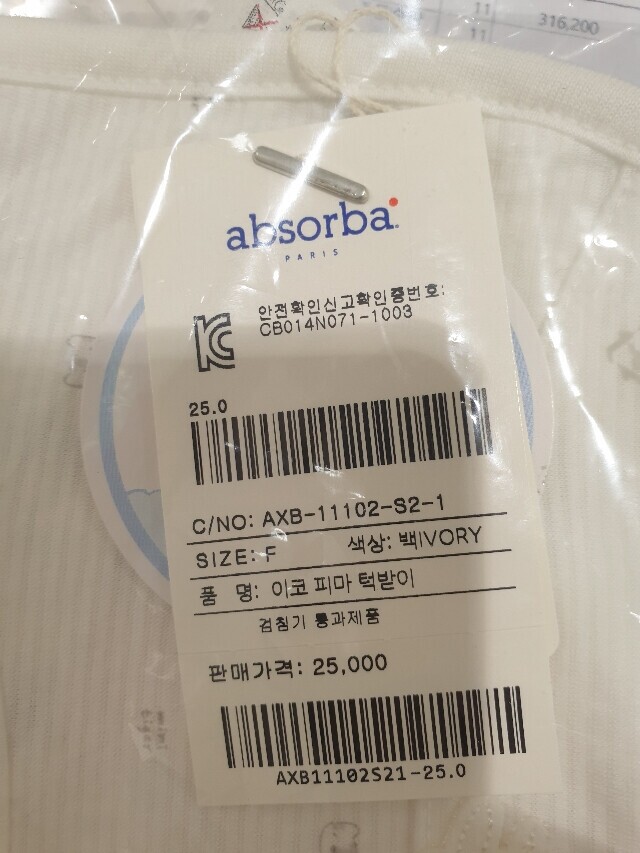 11
316,200
11
absorba
PARIS
안전확인신고확인증번호:
CB014N071-1003
25.0
C/NO: AXB-11102-S2-1
SIZE: F 색상: 백IVORY
품 명: 이코 피마 턱받이
검침기 통과제품
판매가격: 25,000
AXB11102S21-25.0